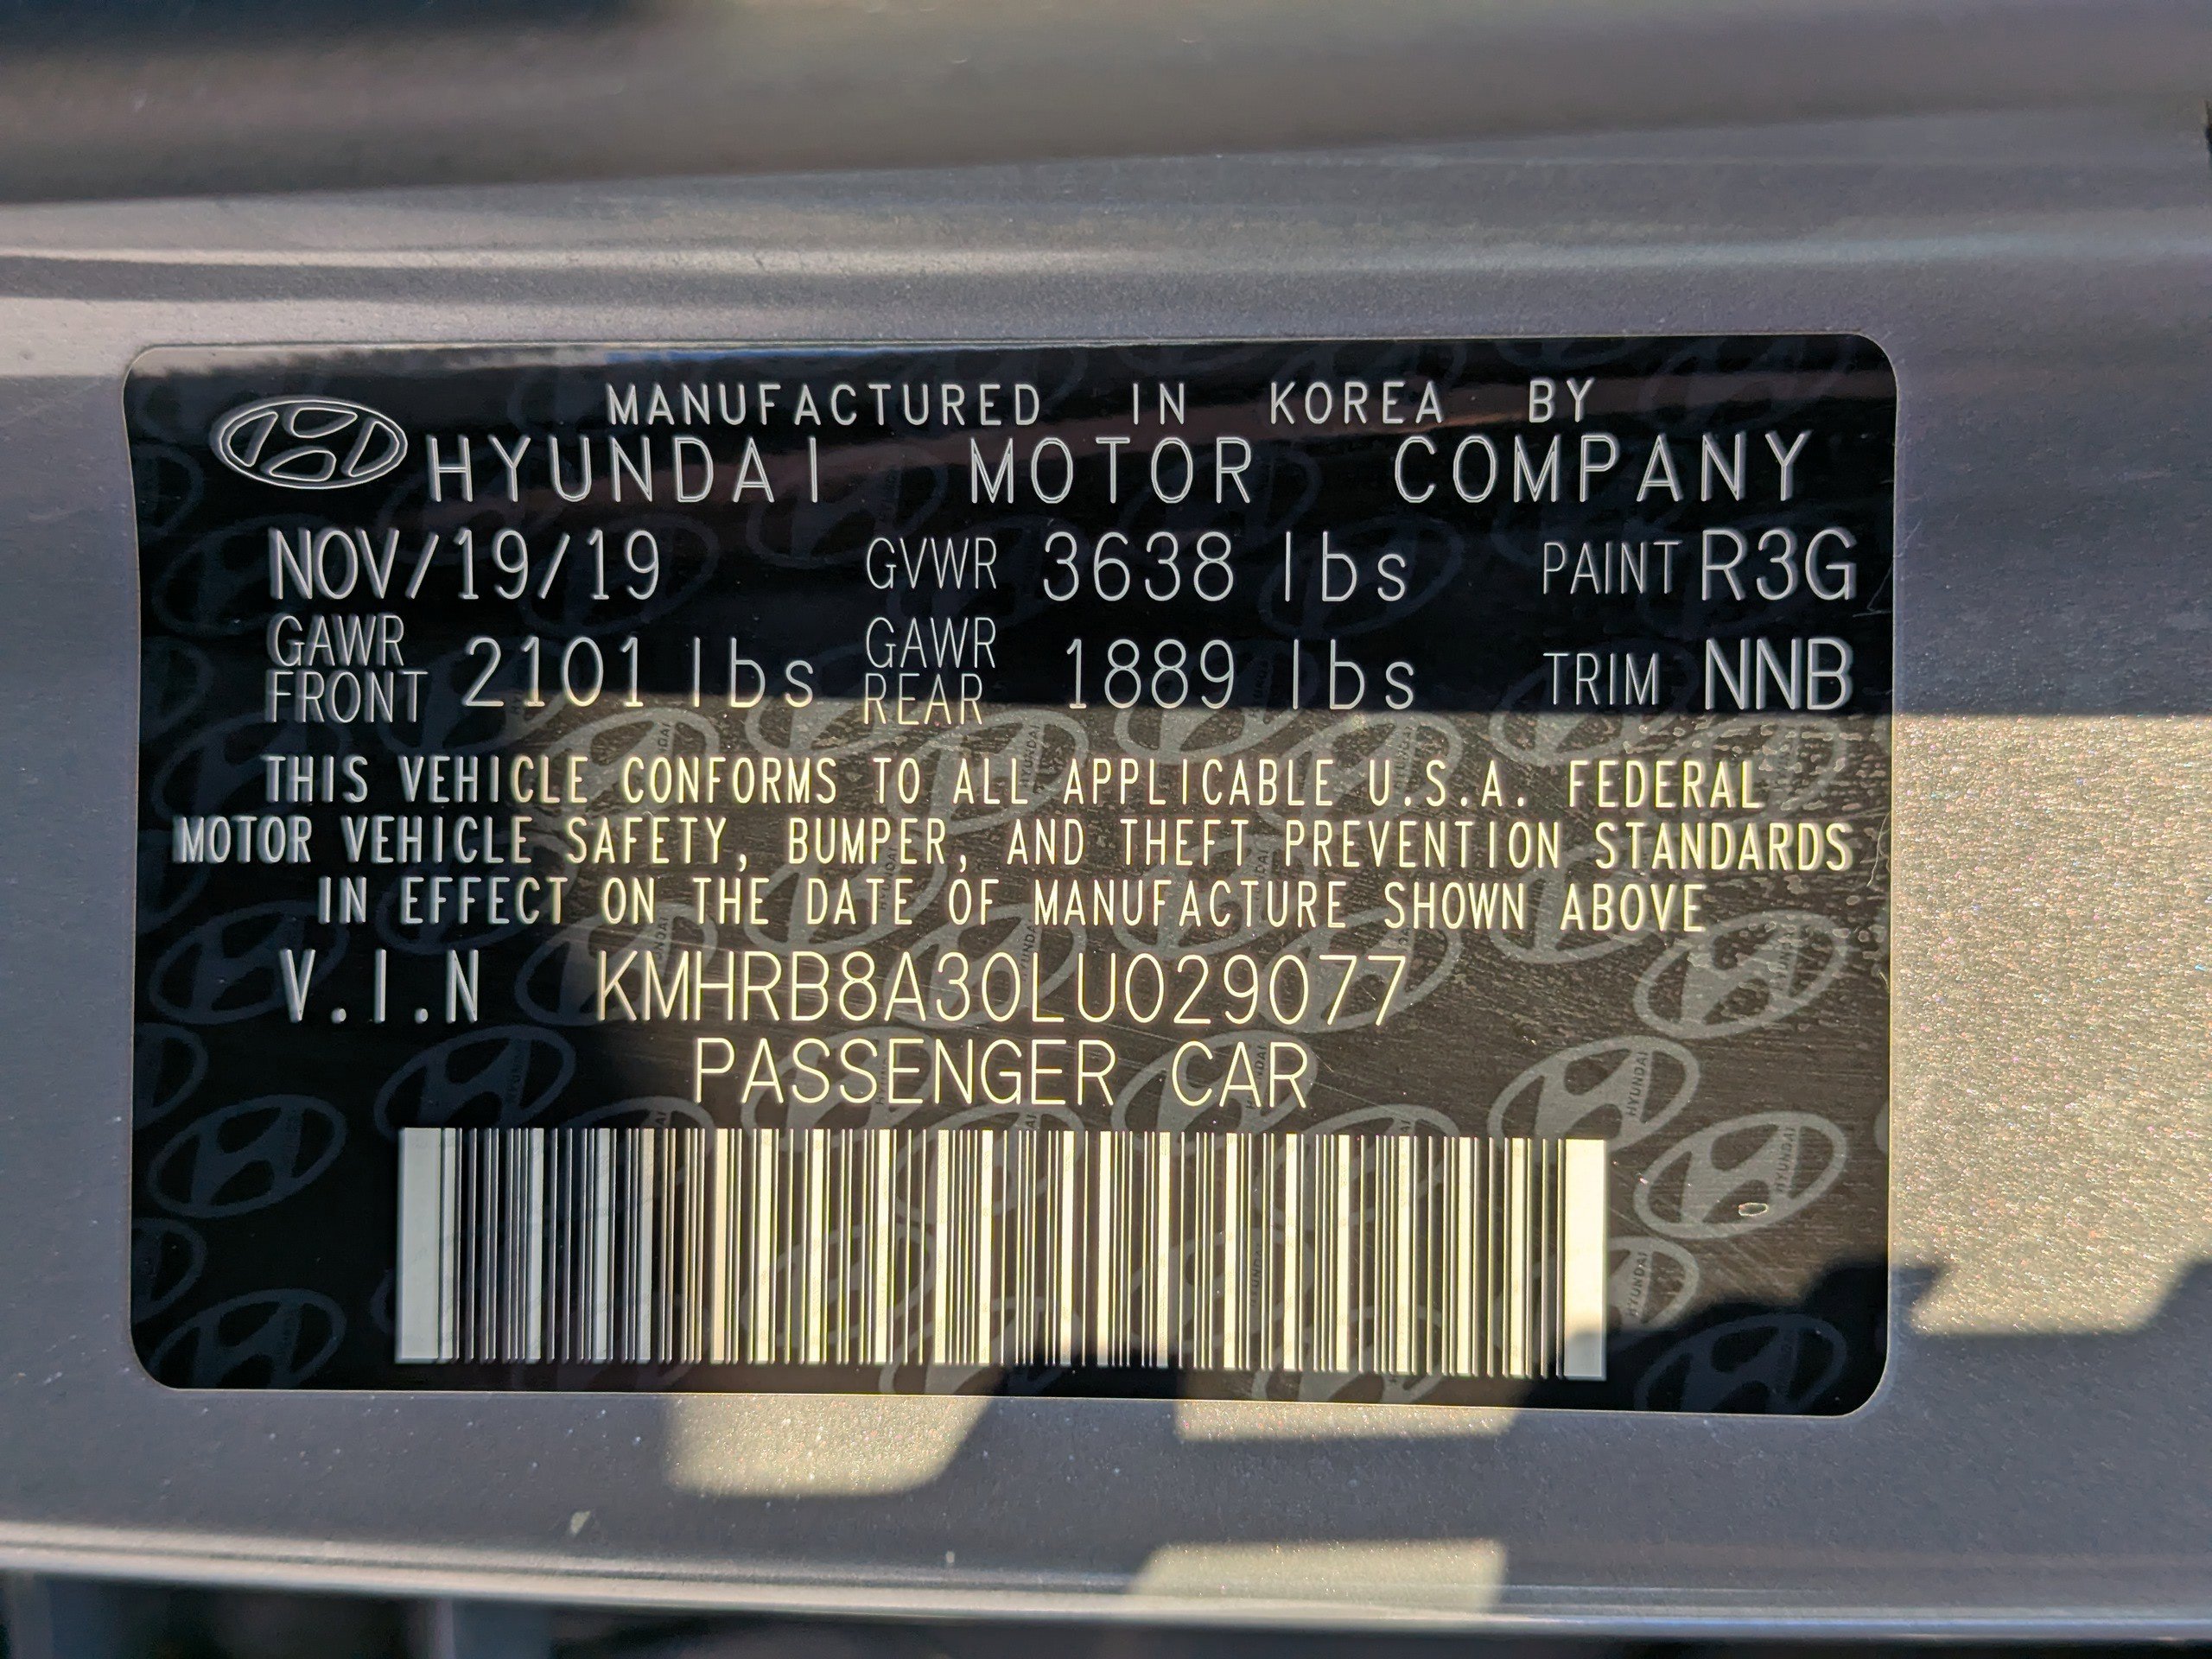 MANUFACTURED IN KOREA BY
HYUNDAI MOTOR COMPANY
NOV/19/19 GVWR 3638 lbs PAINT R3G
GAWR FRONT 2101 lbs GAWR REAR 1889 lbs TRIM NNB
THIS VEHICLE CONFORMS TO ALL APPLICABLE U.S.A. FEDERAL
MOTOR VEHICLE SAFETY, BUMPER, AND THEFT PREVENTION STANDARDS
IN EFFECT ON THE DATE OF MANUFACTURE SHOWN ABOVE
V.I.N KMHRB8A30LU029077
PASSENGER CAR